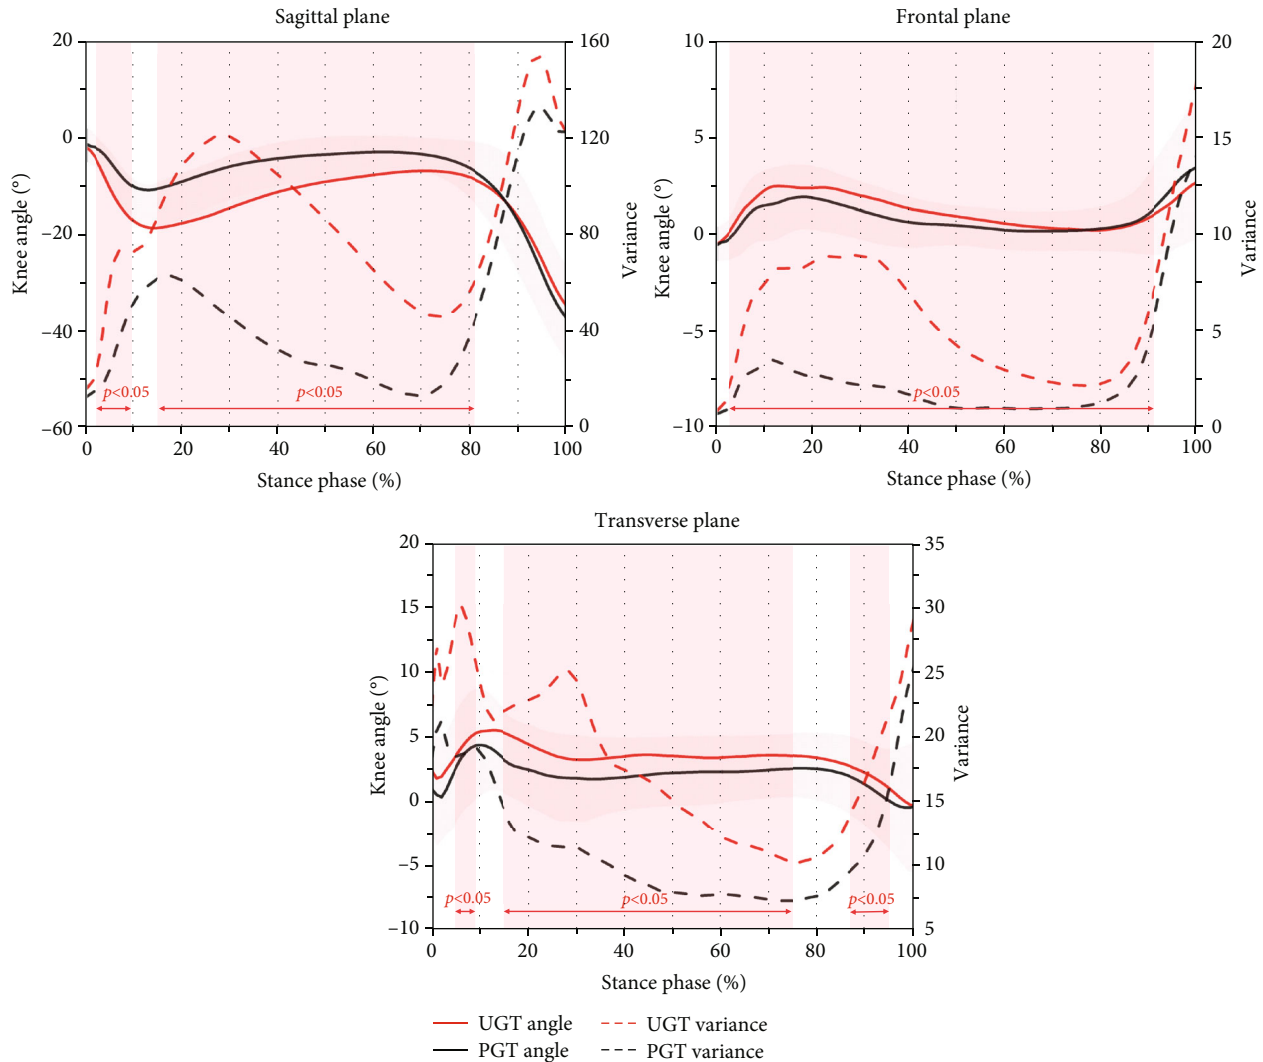 Sagittal plane
20
0
−20
−40
−60
160
120
80
40
0
Knee angle (°)
Variance
p<0.05
p<0.05
0
20
40
60
80
100
Stance phase (%)
Frontal plane
10
5
0
−5
−10
20
15
10
5
0
Knee angle (°)
Variance
p<0.05
0
20
40
60
80
100
Stance phase (%)
Transverse plane
20
15
10
5
0
−5
−10
35
30
25
20
15
10
5
Knee angle (°)
Variance
p<0.05
p<0.05
p<0.05
0
20
40
60
80
100
Stance phase (%)
UGT angle
UGT variance
PGT angle
PGT variance